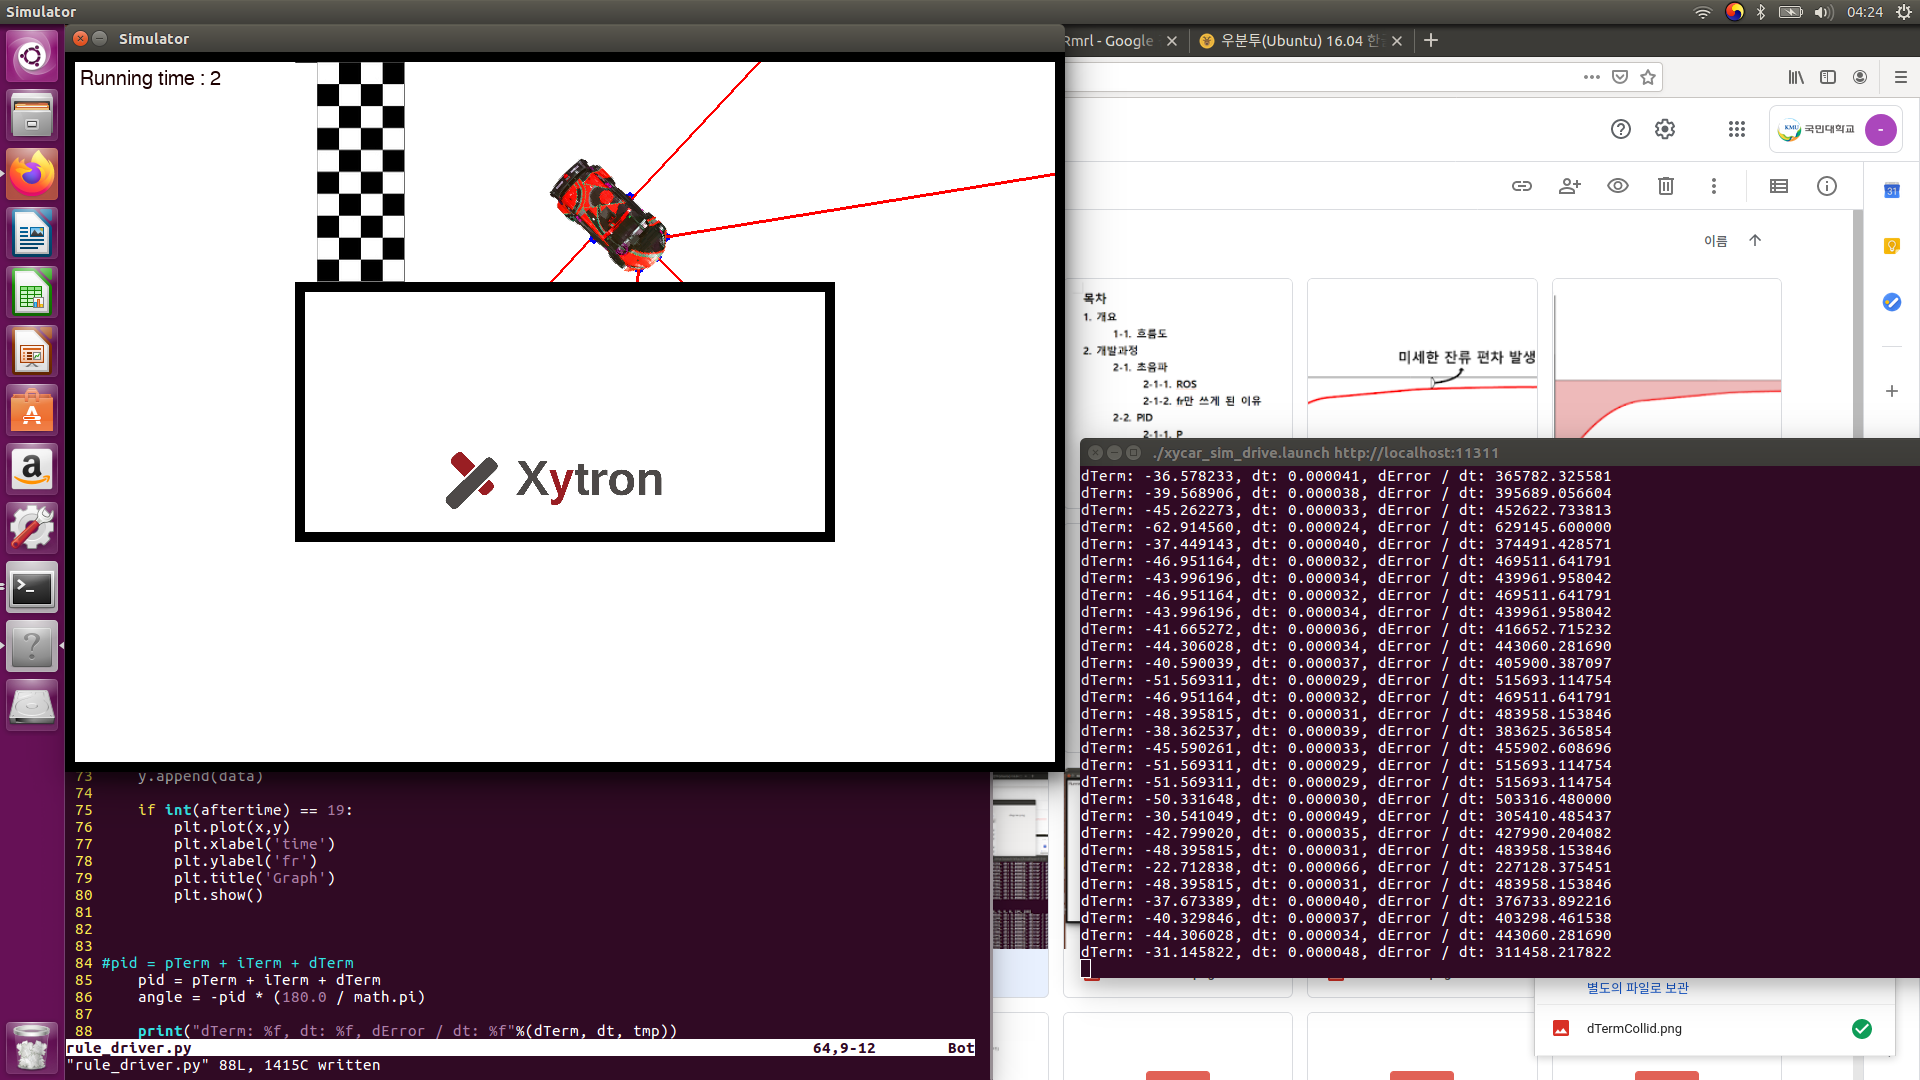 Simulator
04:24
Simulator
Running time : 2
Xytron
Rmrl - Google
우분투(Ubuntu) 16.04 한
국민대학교
이름
목차
1. 개요
1-1. 흐름도
2. 개발과정
2-1. 초음파
2-1-1. ROS
2-1-2. fr만 쓰게 된 이유
2-2. PID
2-1-1. P
미세한 잔류 편차 발생
./xycar_sim_drive.launch http://localhost:11311
dTerm: -36.578233, dt: 0.000041, dError / dt: 365782.325581
dTerm: -39.568906, dt: 0.000038, dError / dt: 395689.056604
dTerm: -45.262273, dt: 0.000033, dError / dt: 452622.733813
dTerm: -62.914560, dt: 0.000024, dError / dt: 629145.600000
dTerm: -37.449143, dt: 0.000040, dError / dt: 374491.428571
dTerm: -46.951164, dt: 0.000032, dError / dt: 469511.641791
dTerm: -43.996196, dt: 0.000034, dError / dt: 439961.958042
dTerm: -46.951164, dt: 0.000032, dError / dt: 469511.641791
dTerm: -43.996196, dt: 0.000034, dError / dt: 439961.958042
dTerm: -41.665272, dt: 0.000036, dError / dt: 416652.715232
dTerm: -44.306028, dt: 0.000034, dError / dt: 443060.281690
dTerm: -40.590039, dt: 0.000037, dError / dt: 405900.387097
dTerm: -51.569311, dt: 0.000029, dError / dt: 515693.114754
dTerm: -46.951164, dt: 0.000032, dError / dt: 469511.641791
dTerm: -48.395815, dt: 0.000031, dError / dt: 483958.153846
dTerm: -38.362537, dt: 0.000039, dError / dt: 383625.365854
dTerm: -45.590261, dt: 0.000033, dError / dt: 455902.608696
dTerm: -51.569311, dt: 0.000029, dError / dt: 515693.114754
dTerm: -51.569311, dt: 0.000029, dError / dt: 515693.114754
dTerm: -50.331648, dt: 0.000030, dError / dt: 503316.480000
dTerm: -30.541049, dt: 0.000049, dError / dt: 305410.485437
dTerm: -42.799020, dt: 0.000035, dError / dt: 427990.204082
dTerm: -48.395815, dt: 0.000031, dError / dt: 483958.153846
dTerm: -22.712838, dt: 0.000066, dError / dt: 227128.375451
dTerm: -48.395815, dt: 0.000031, dError / dt: 483958.153846
dTerm: -37.673389, dt: 0.000040, dError / dt: 376733.892216
dTerm: -40.329846, dt: 0.000037, dError / dt: 403298.461538
dTerm: -44.306028, dt: 0.000034, dError / dt: 443060.281690
dTerm: -31.145822, dt: 0.000048, dError / dt: 311458.217822
별도의 파일로 보관
dTermCollid.png
73 y.append(data)
74
75 if int(aftertime) == 19:
76 plt.plot(x,y)
77 plt.xlabel('time')
78 plt.ylabel('fr')
79 plt.title('Graph')
80 plt.show()
81
82
83
84 #pid = pTerm + iTerm + dTerm
85 pid = pTerm + iTerm + dTerm
86 angle = -pid * (180.0 / math.pi)
87
88 print("dTerm: %f, dt: %f, dError / dt: %f"%(dTerm, dt, tmp))
rule_driver.py 64,9-12 Bot
"rule_driver.py" 88L, 1415C written